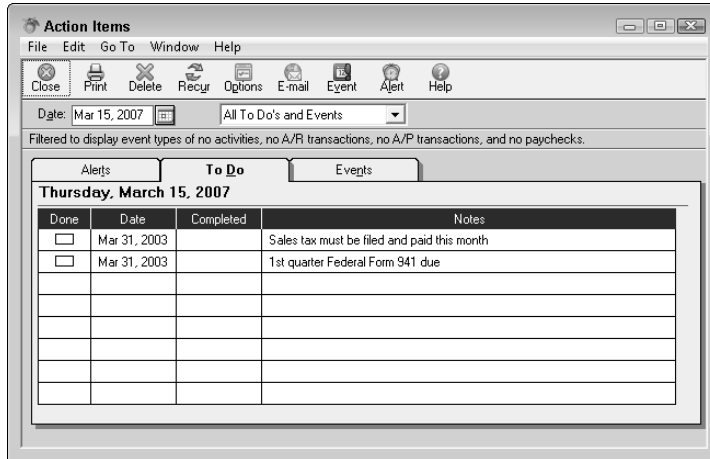 Action Items
File Edit Go To Window Help
Close Print Delete Recur Options E-mail Event Alert Help
Date: Mar 15, 2007 All To Do's and Events
Filtered to display event types of no activities, no A/R transactions, no A/P transactions, and no paychecks.
Alerts To Do Events
Thursday, March 15, 2007
Done Date Completed Notes
Mar 31, 2003 Sales tax must be filed and paid this month
Mar 31, 2003 1st quarter Federal Form 941 due